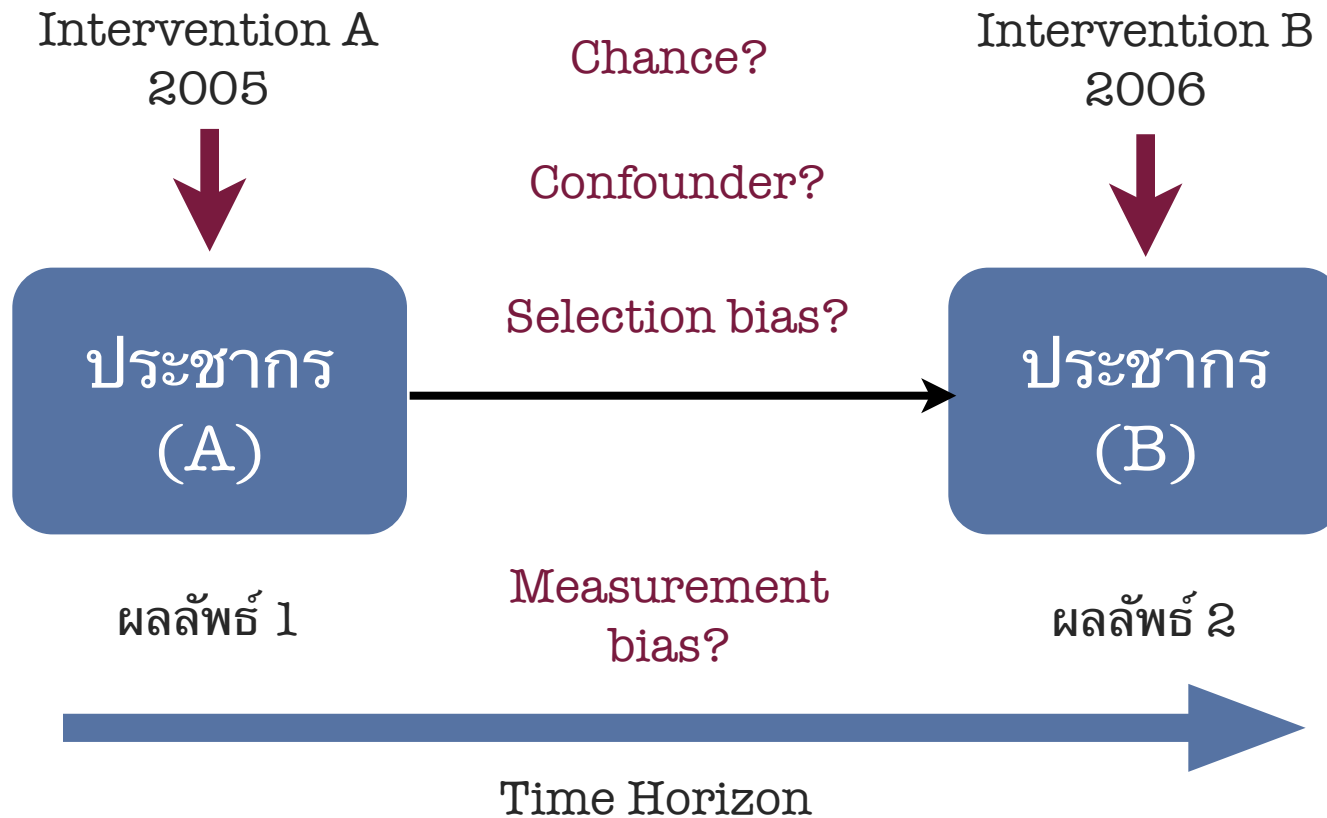 Intervention A
2005
Chance?
Intervention B
2006
Confounder?
Selection bias?
ประชากร
(A)
ประชากร
(B)
ผลลัพธ์ 1
Measurement
bias?
ผลลัพธ์ 2
Time Horizon